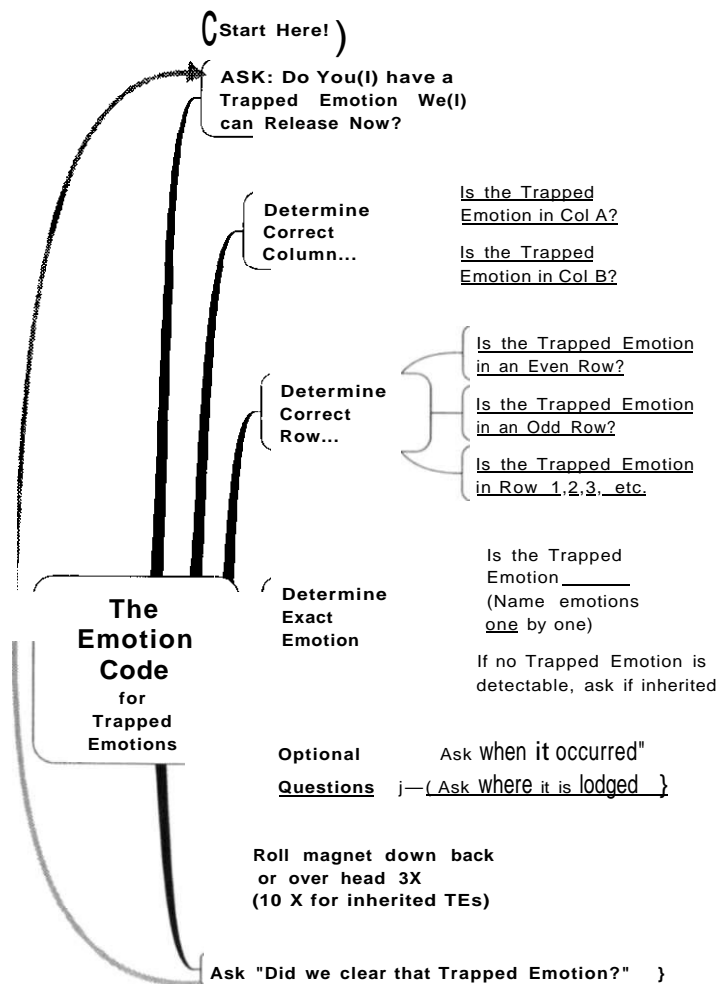 CStart Here! )
ASK: Do You(I) have a
Trapped Emotion We(I)
can Release Now?
Determine
Correct
Column...
Is the Trapped
Emotion in Col A?
Is the Trapped
Emotion in Col B?
Determine
Correct
Row...
Is the Trapped Emotion
in an Even Row?
Is the Trapped Emotion
in an Odd Row?
Is the Trapped Emotion
in Row 1,2,3, etc.
The
Emotion
Code
for
Trapped
Emotions
Determine
Exact
Emotion
Is the Trapped
Emotion______
(Name emotions
one by one)
If no Trapped Emotion is
detectable, ask if inherited
Optional
Questions
Ask when it occurred"
j—( Ask where it is lodged }
Roll magnet down back
or over head 3X
(10 X for inherited TEs)
Ask "Did we clear that Trapped Emotion?" }